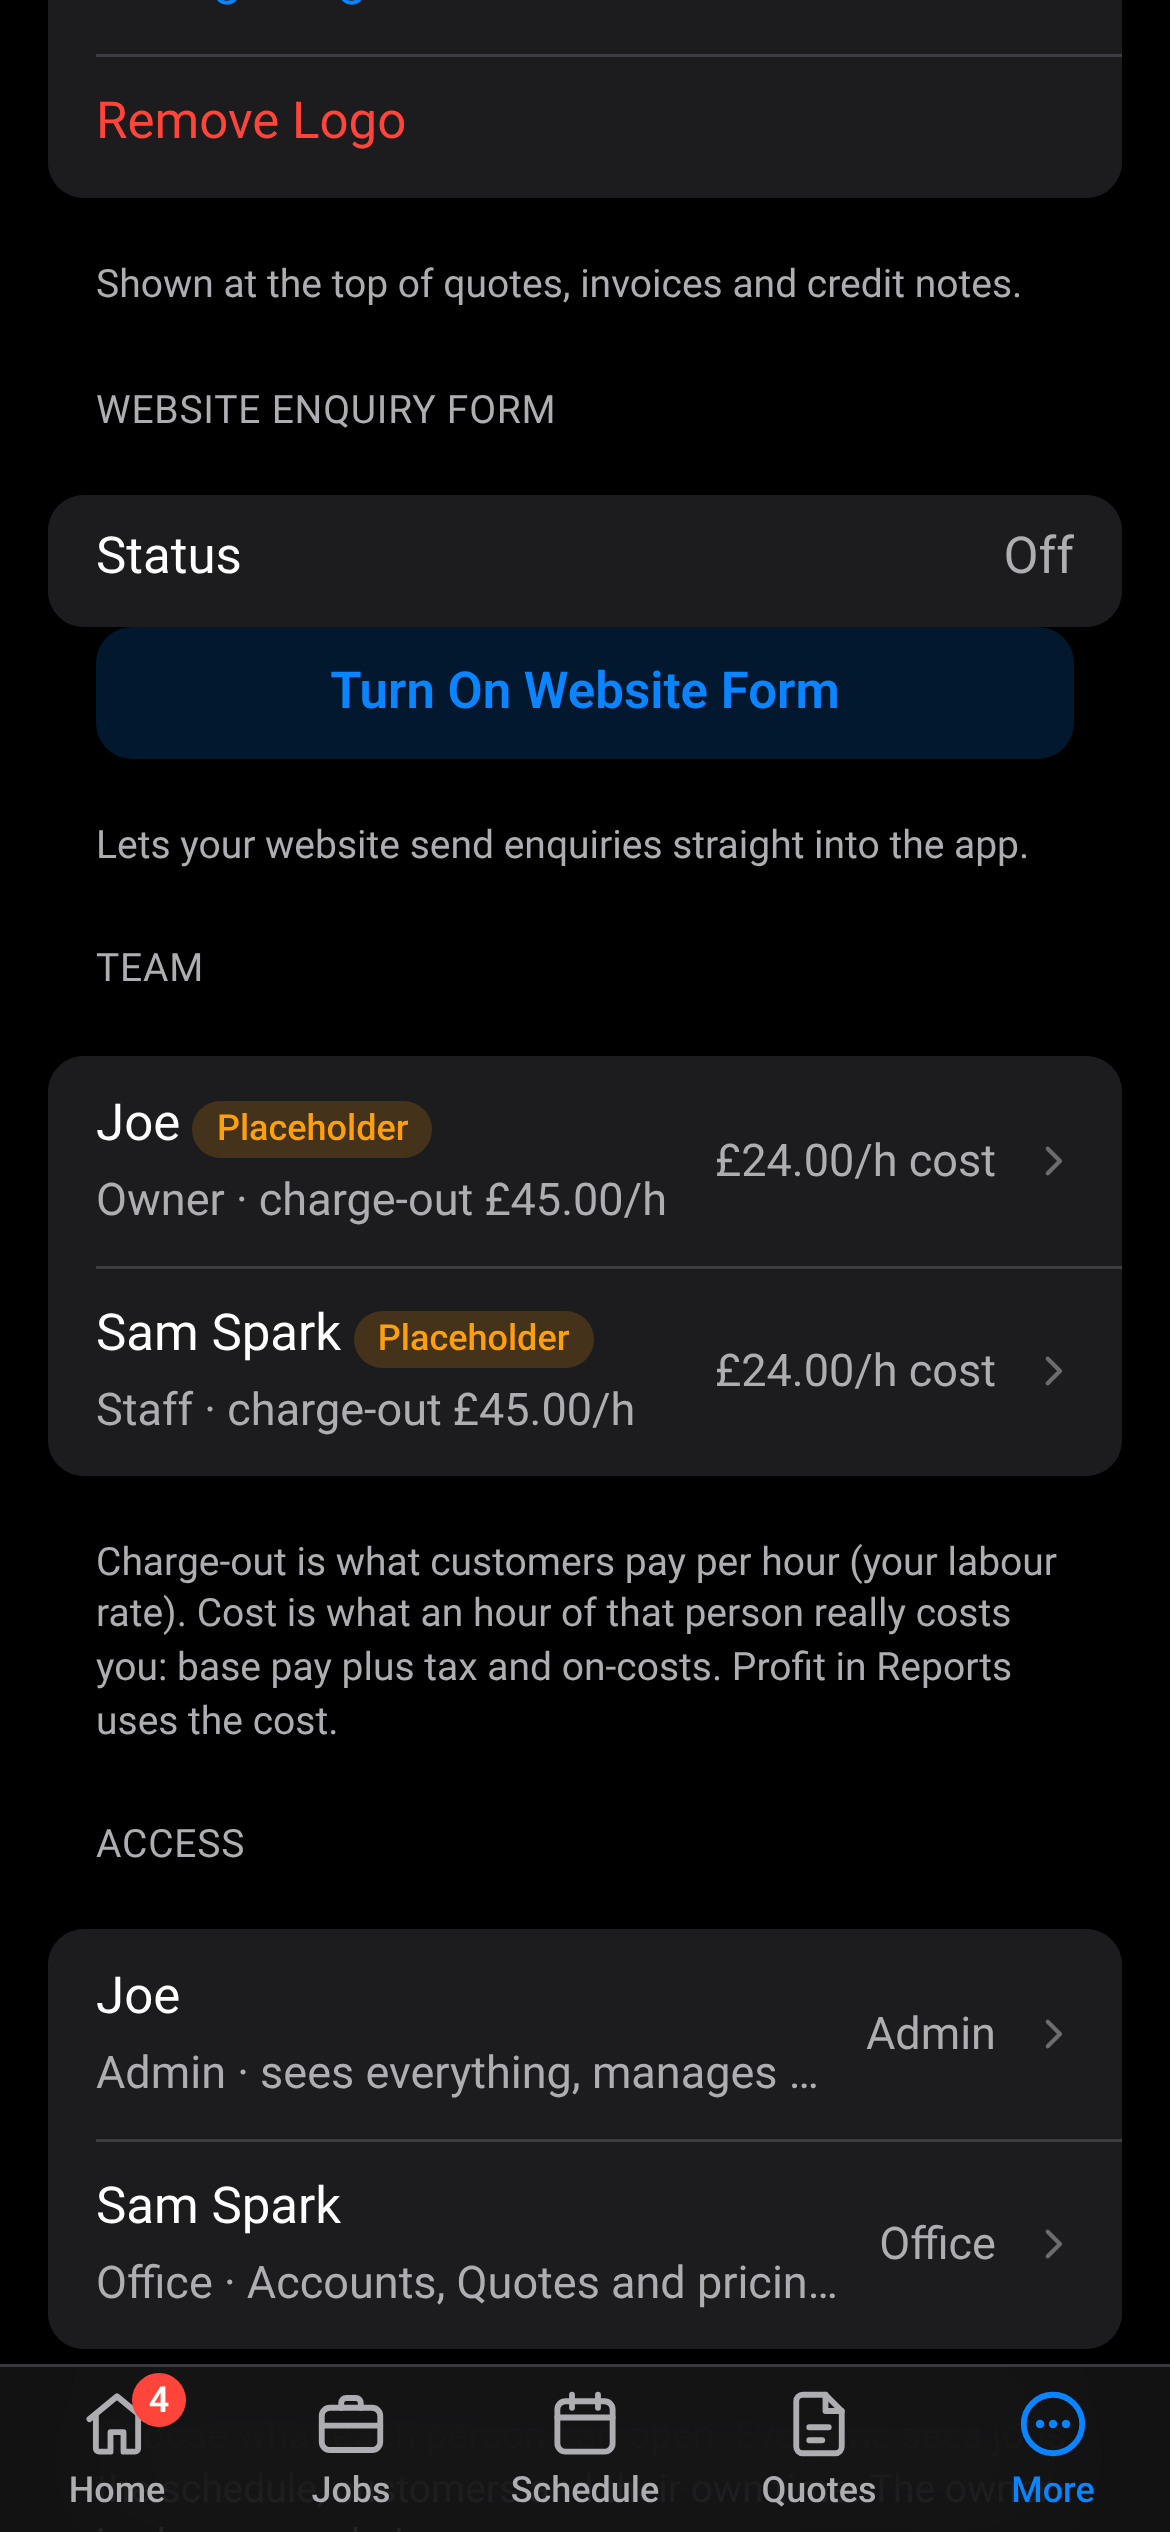 Remove Logo
Shown at the top of quotes, invoices and credit notes.
WEBSITE ENQUIRY FORM
Status
Off
Turn On Website Form
Lets your website send enquiries straight into the app.
TEAM
Joe
Placeholder
Owner · charge-out £45.00/h
£24.00/h cost
Sam Spark
Placeholder
Staff · charge-out £45.00/h
£24.00/h cost
Charge-out is what customers pay per hour (your labour
rate). Cost is what an hour of that person really costs
you: base pay plus tax and on-costs. Profit in Reports
uses the cost.
ACCESS
Joe
Admin · sees everything, manages ...
Admin
Sam Spark
Office · Accounts, Quotes and pricin...
Office
4
Home
Jobs
Schedule
Quotes
More